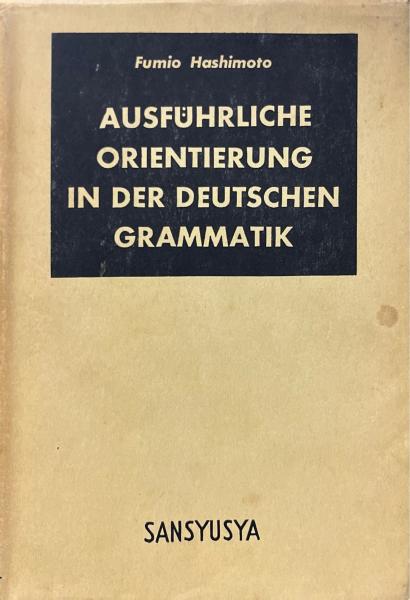 Fumio Hashimoto
AUSFÜHRLICHE
ORIENTIERUNG
IN DER DEUTSCHEN
GRAMMATIK
SANSYUSYA